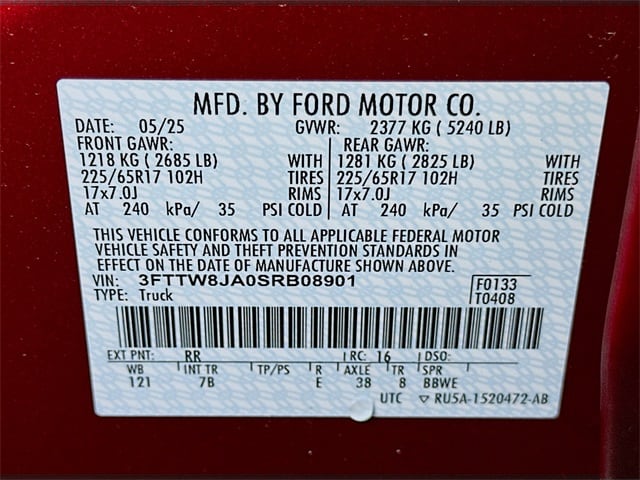 MFD. BY FORD MOTOR CO.
DATE: 05/25 GVWR: 2377 KG ( 5240 LB)
FRONT GAWR: REAR GAWR:
1218 KG ( 2685 LB) WITH 1281 KG ( 2825 LB) WITH
225/65R17 102H TIRES 225/65R17 102H TIRES
17x7.0J RIMS 17x7.0J RIMS
AT 240 kPa/ 35 PSI COLD AT 240 kPa/ 35 PSI COLD
THIS VEHICLE CONFORMS TO ALL APPLICABLE FEDERAL MOTOR
VEHICLE SAFETY AND THEFT PREVENTION STANDARDS IN
EFFECT ON THE DATE OF MANUFACTURE SHOWN ABOVE.
VIN: 3FTTW8JA0SRB08901 F0133
TYPE: Truck T0408
EXT PNT: RR RC: 16 DSO:
WB INT TR TP/PS R AXLE TR SPR
121 7B E 38 8 BBWE
UTC ▽ RU5A-1520472-AB